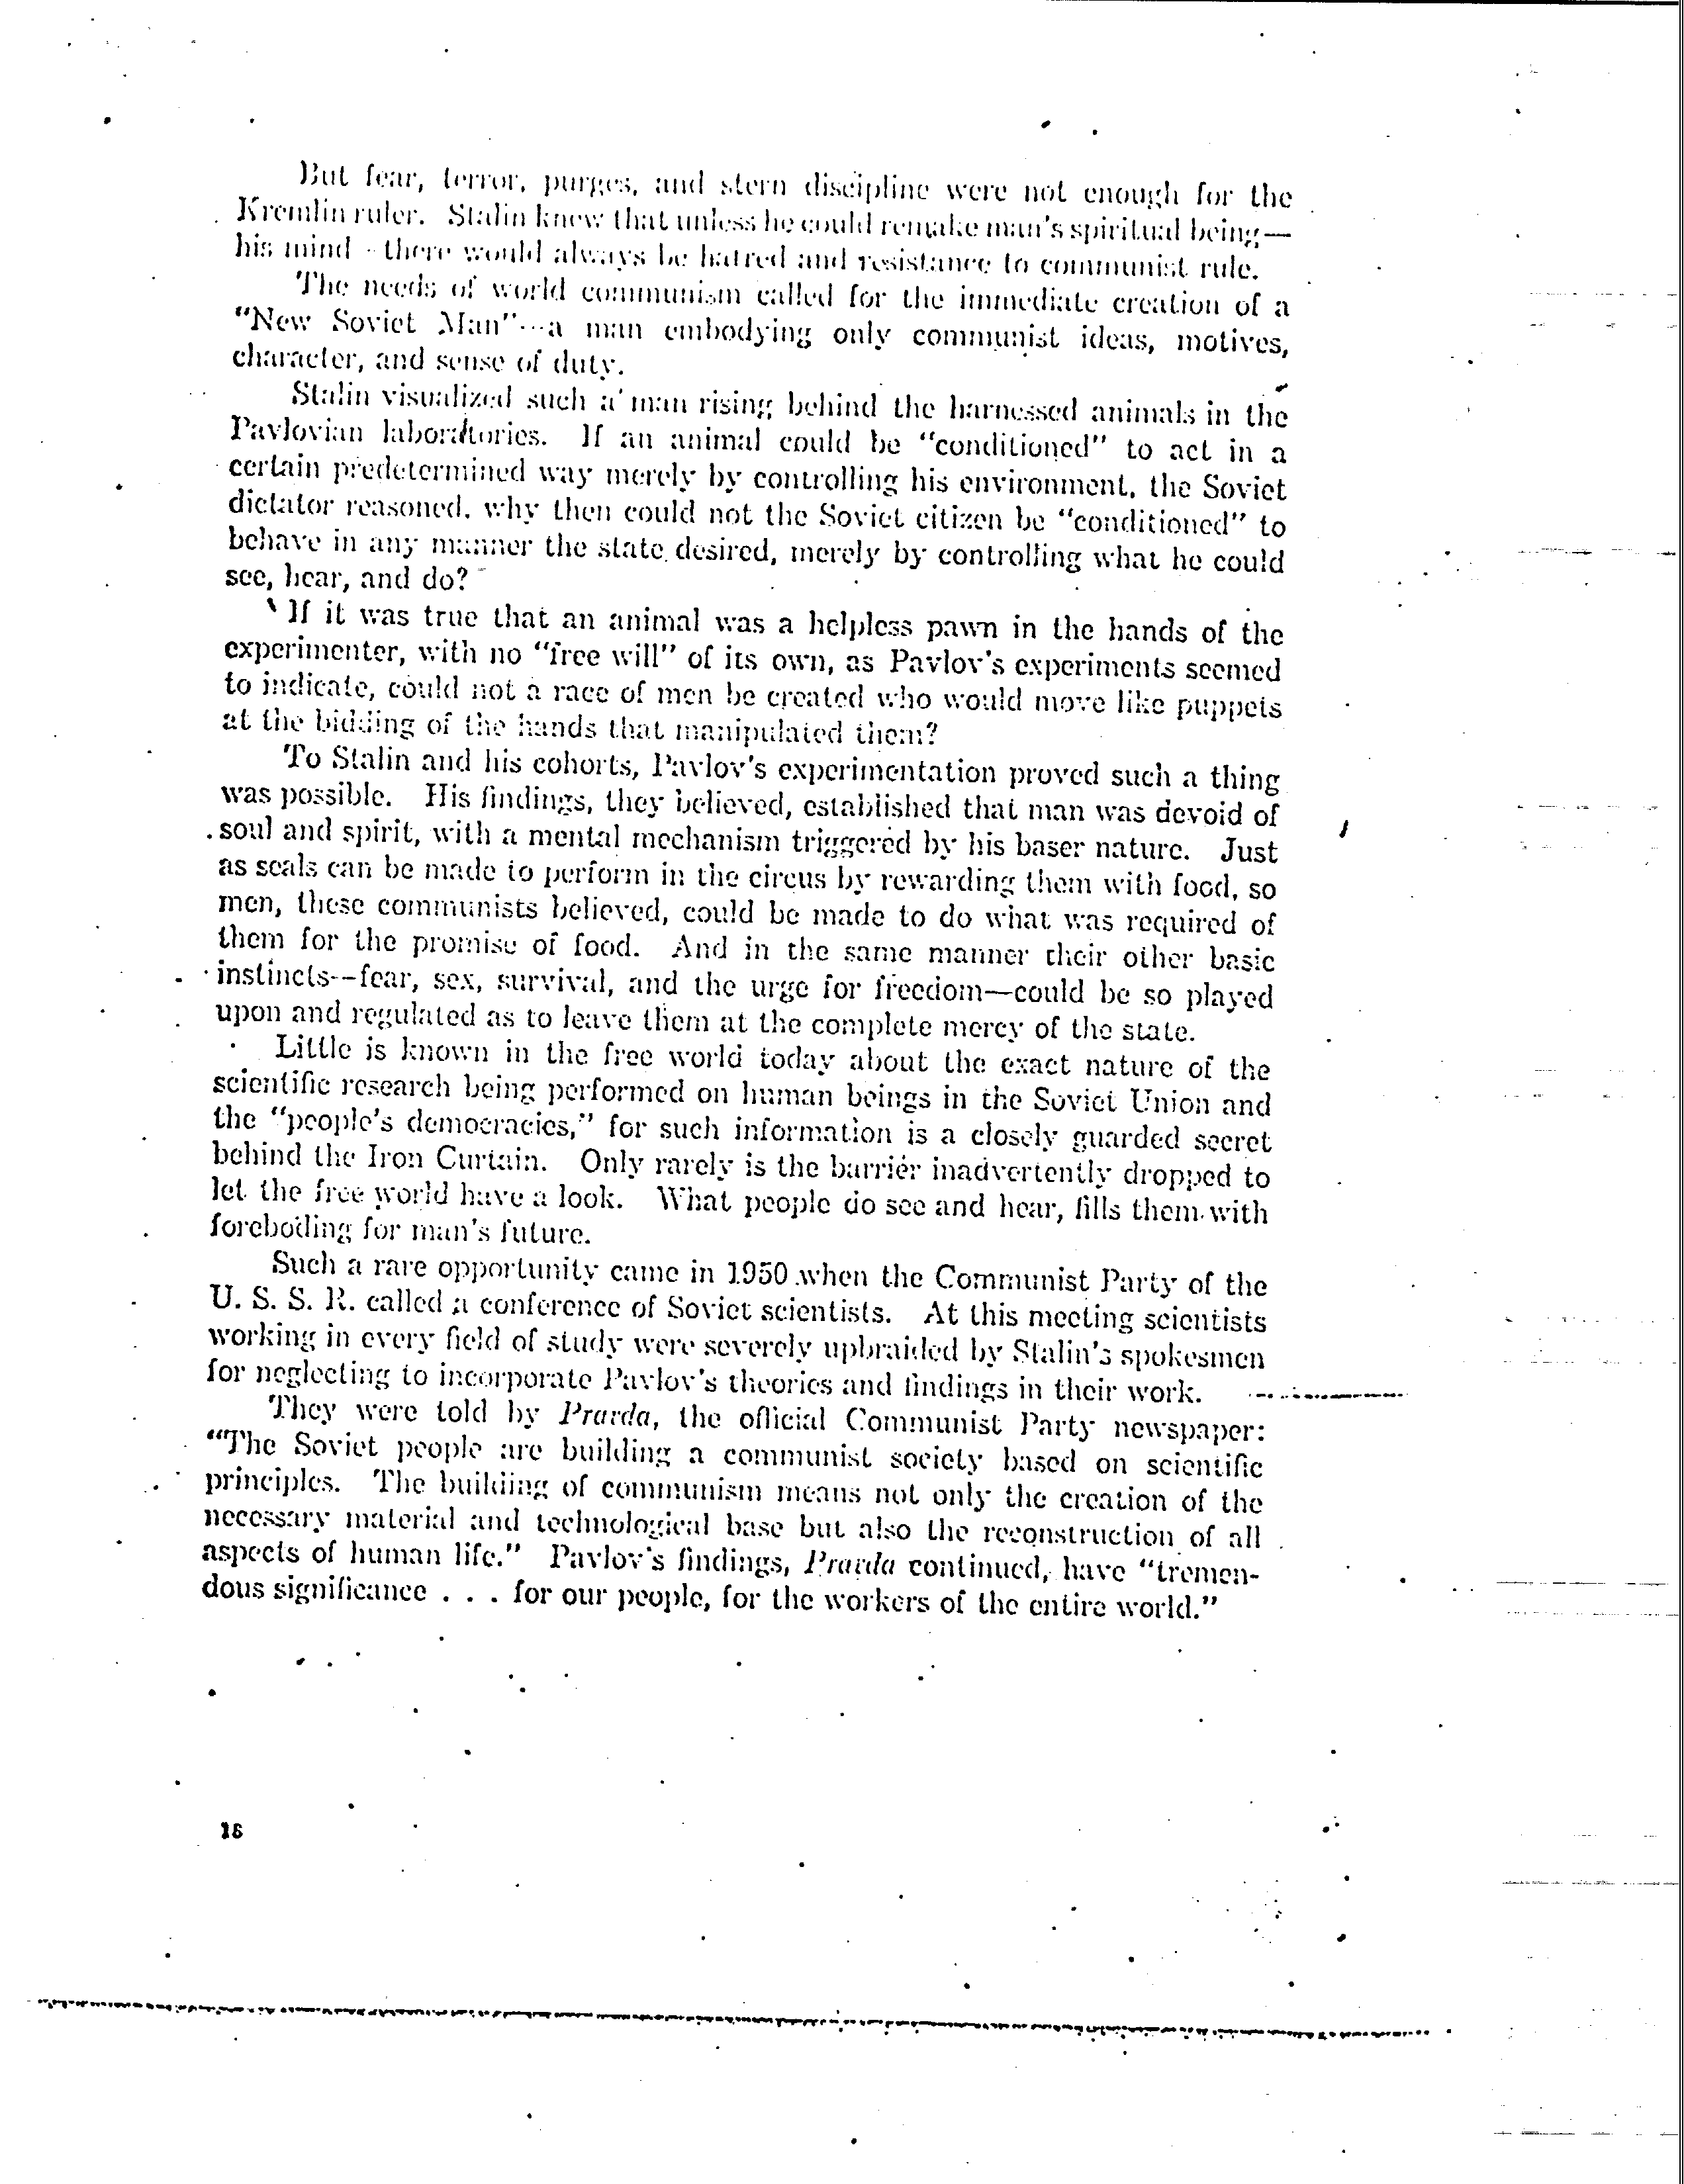 But fear, terror, purges, and stern discipline were not enough for the
Kremlin ruler. Stalin knew that unless he could remake man's spiritual being—
his mind - there would always be hatred and resistance to communist rule.
The needs of world communism called for the immediate creation of a
"New Soviet Man"--a man embodying only communist ideas, motives,
character, and sense of duty.
Stalin visualized such a man rising behind the harnessed animals in the
Pavlovian laboratories. If an animal could be "conditioned" to act in a
certain predetermined way merely by controlling his environment, the Soviet
dictator reasoned, why then could not the Soviet citizen be "conditioned" to
behave in any manner the state desired, merely by controlling what he could
see, hear, and do?
If it was true that an animal was a helpless pawn in the hands of the
experimenter, with no "free will" of its own, as Pavlov's experiments seemed
to indicate, could not a race of men be created who would move like puppets
at the bidding of the hands that manipulated them?
To Stalin and his cohorts, Pavlov's experimentation proved such a thing
was possible. His findings, they believed, established that man was devoid of
soul and spirit, with a mental mechanism triggered by his baser nature. Just
as seals can be made to perform in the circus by rewarding them with food, so
men, these communists believed, could be made to do what was required of
them for the promise of food. And in the same manner their other basic
instincts--fear, sex, survival, and the urge for freedom—could be so played
upon and regulated as to leave them at the complete mercy of the state.
Little is known in the free world today about the exact nature of the
scientific research being performed on human beings in the Soviet Union and
the "people's democracies," for such information is a closely guarded secret
behind the Iron Curtain. Only rarely is the barrier inadvertently dropped to
let the free world have a look. What people do see and hear, fills them with
foreboding for man's future.
Such a rare opportunity came in 1950 when the Communist Party of the
U. S. S. R. called a conference of Soviet scientists. At this meeting scientists
working in every field of study were severely upbraided by Stalin's spokesmen
for neglecting to incorporate Pavlov's theories and findings in their work.
They were told by Pravda, the official Communist Party newspaper:
"The Soviet people are building a communist society based on scientific
principles. The building of communism means not only the creation of the
necessary material and technological base but also the reconstruction of all
aspects of human life." Pavlov's findings, Pravda continued, have "tremen-
dous significance . . . for our people, for the workers of the entire world."